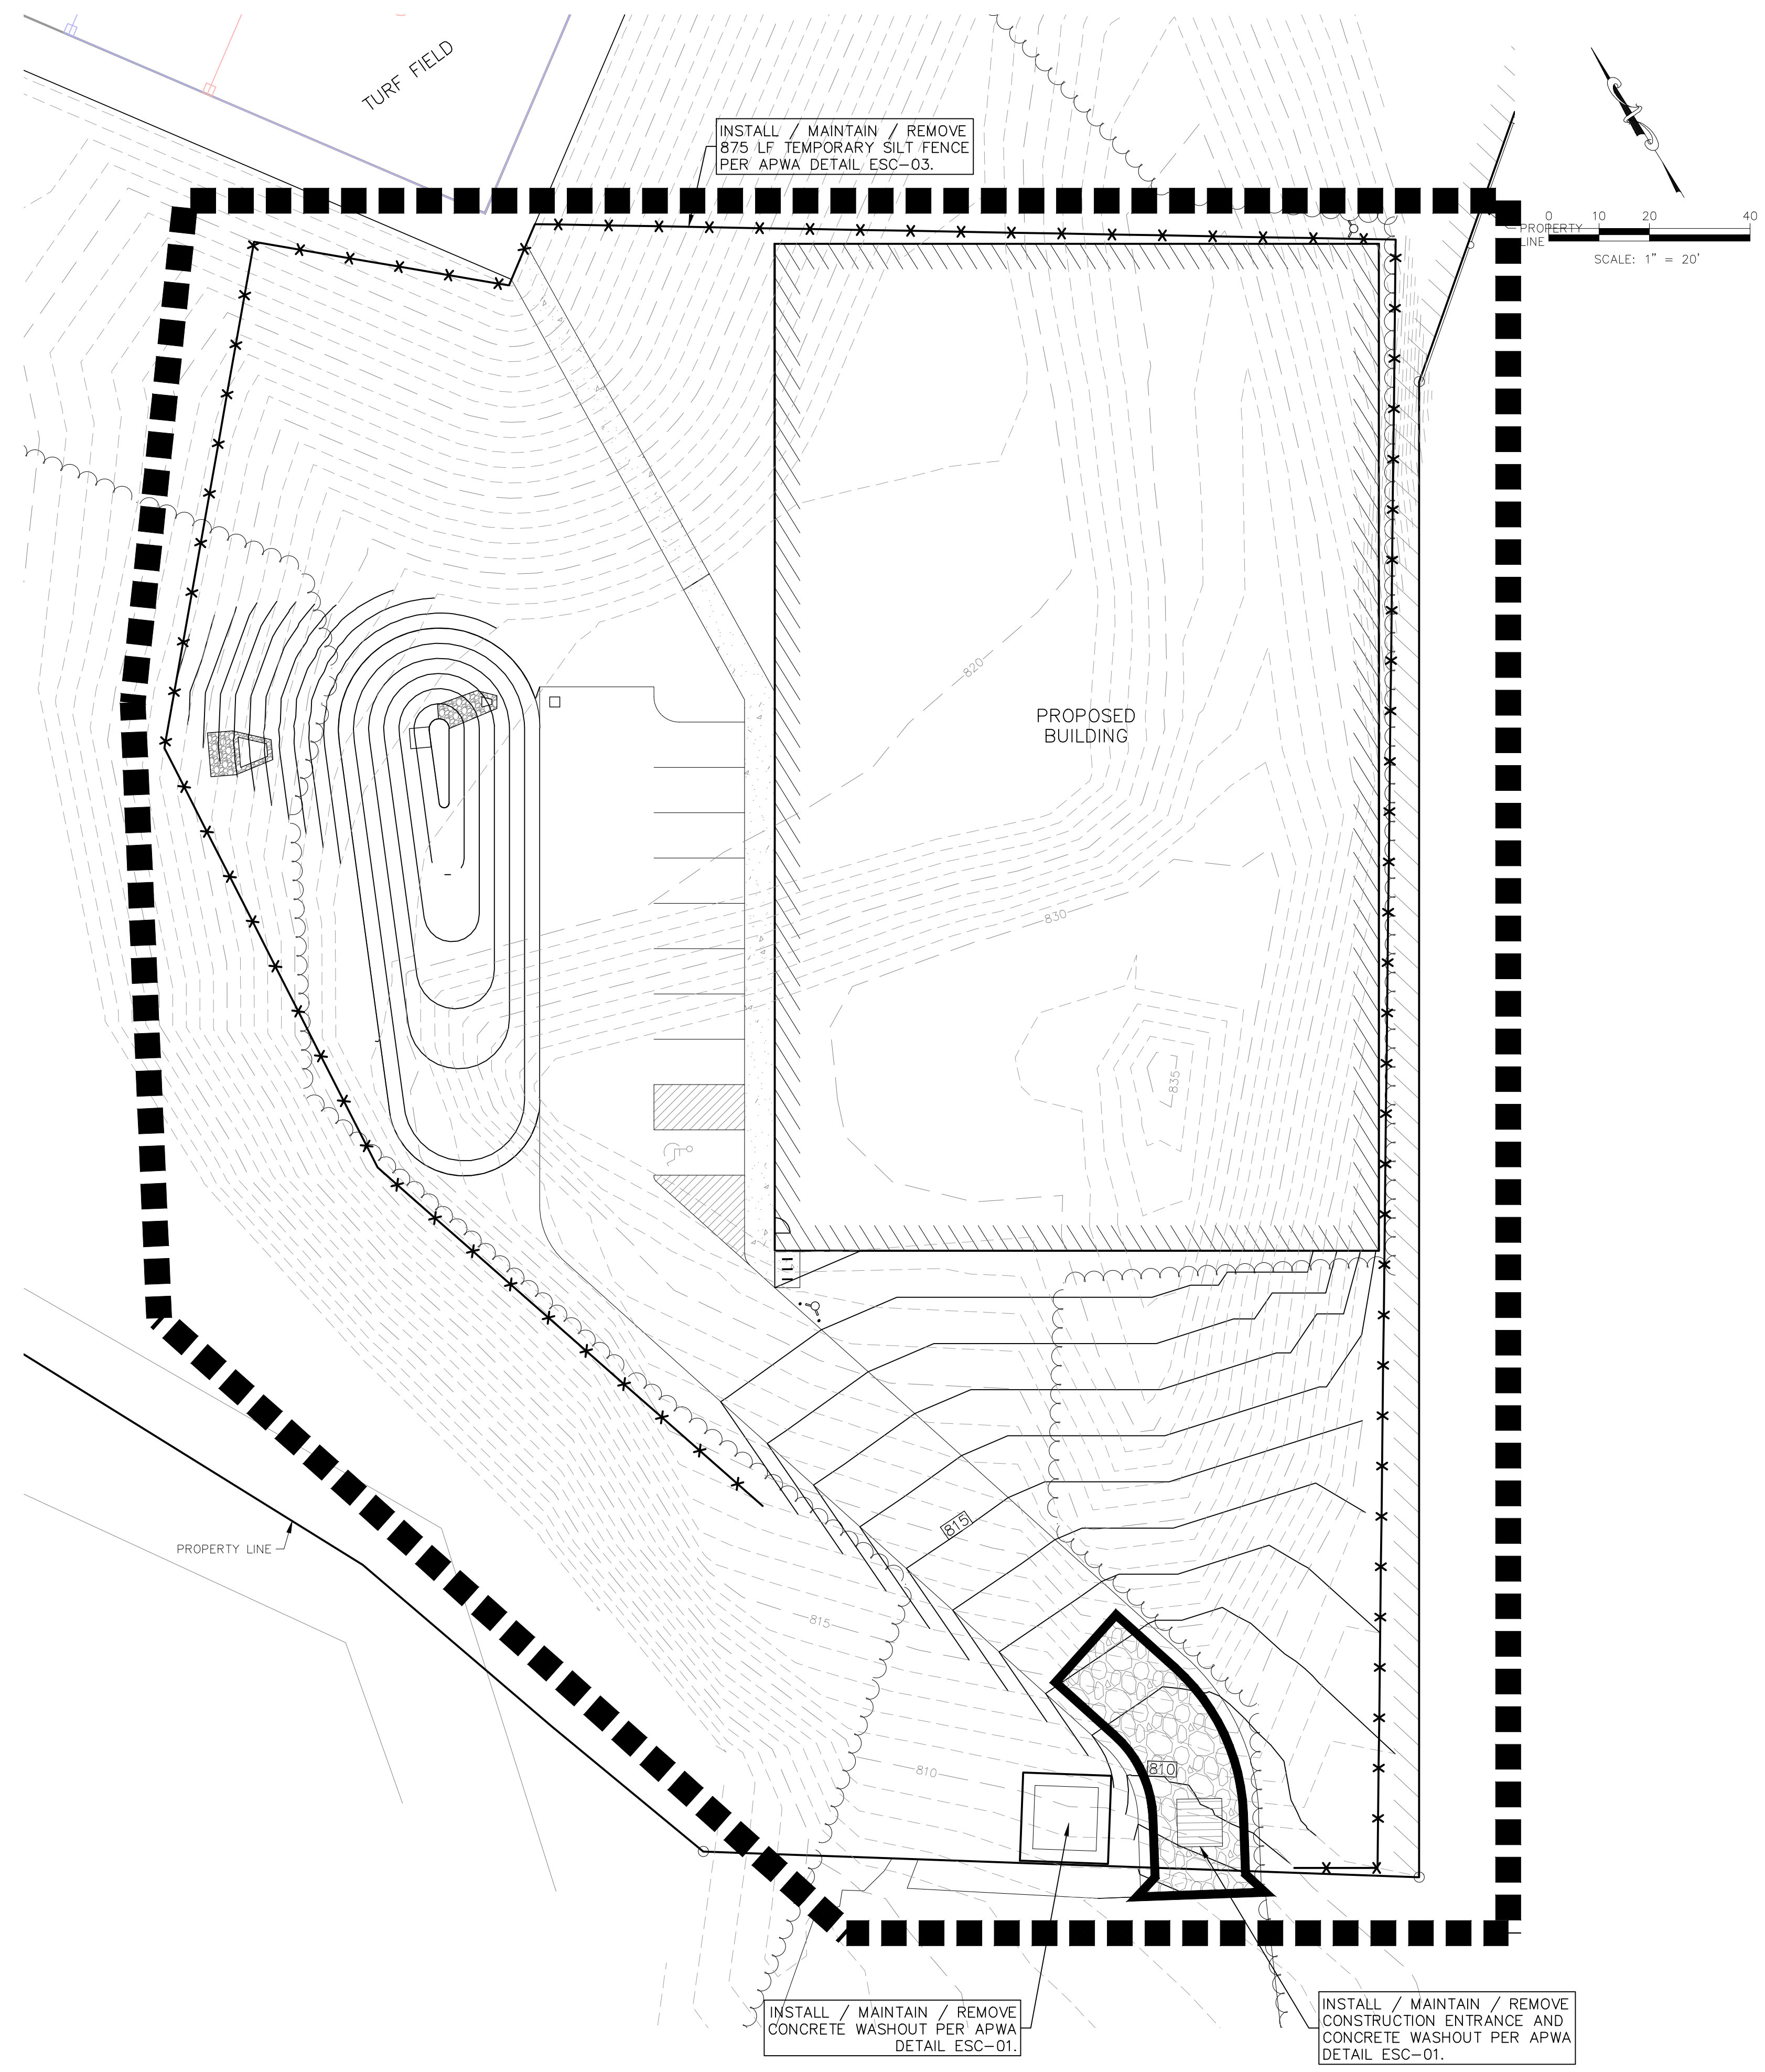 TURF FIELD
INSTALL / MAINTAIN / REMOVE
875 LF TEMPORARY SILT FENCE
PER APWA DETAIL ESC-03.
0 10 20 40
PROPERTY
LINE
SCALE: 1" = 20'
820
PROPOSED
BUILDING
830
835
815
PROPERTY LINE
815
810
810
INSTALL / MAINTAIN / REMOVE
CONCRETE WASHOUT PER APWA
DETAIL ESC-01.
INSTALL / MAINTAIN / REMOVE
CONSTRUCTION ENTRANCE AND
CONCRETE WASHOUT PER APWA
DETAIL ESC-01.